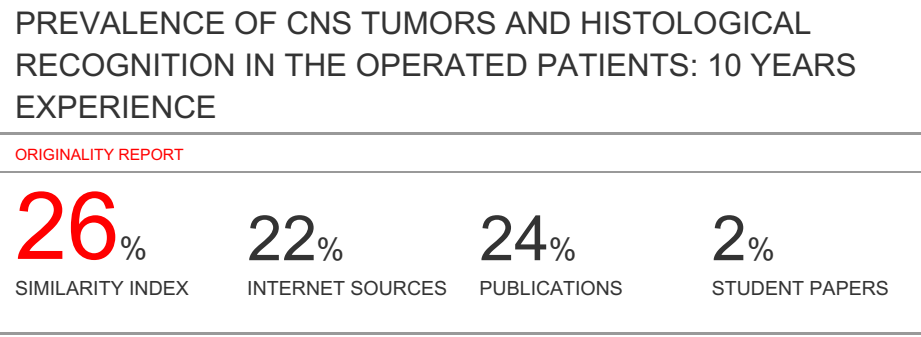 PREVALENCE OF CNS TUMORS AND HISTOLOGICAL
RECOGNITION IN THE OPERATED PATIENTS: 10 YEARS
EXPERIENCE
ORIGINALITY REPORT
26% 22% 24% 2%
SIMILARITY INDEX INTERNET SOURCES PUBLICATIONS STUDENT PAPERS